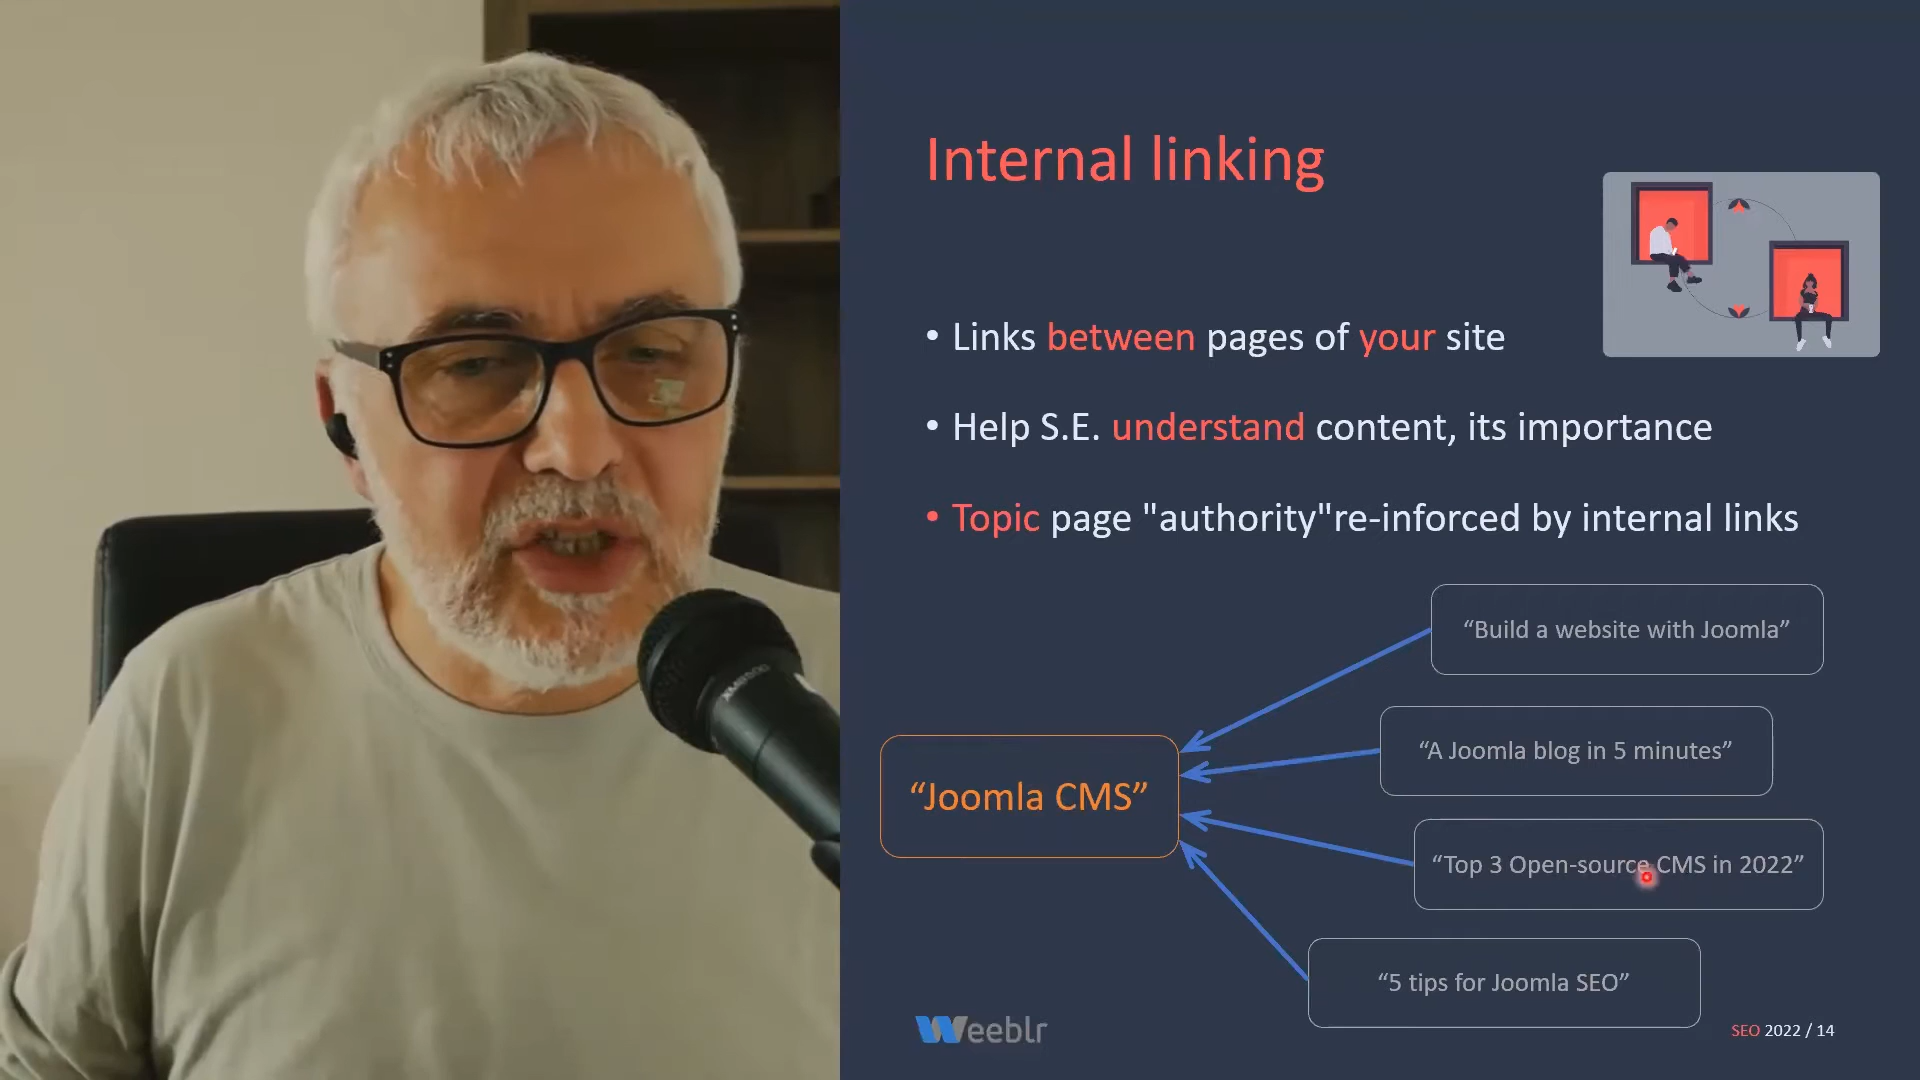 Internal linking
• Links between pages of your site
• Help S.E. understand content, its importance
• Topic page "authority"re-inforced by internal links
“Build a website with Joomla”
“A Joomla blog in 5 minutes”
“Joomla CMS”
“Top 3 Open-source CMS in 2022”
“5 tips for Joomla SEO”
Weeblr
SEO 2022 / 14
XM8500